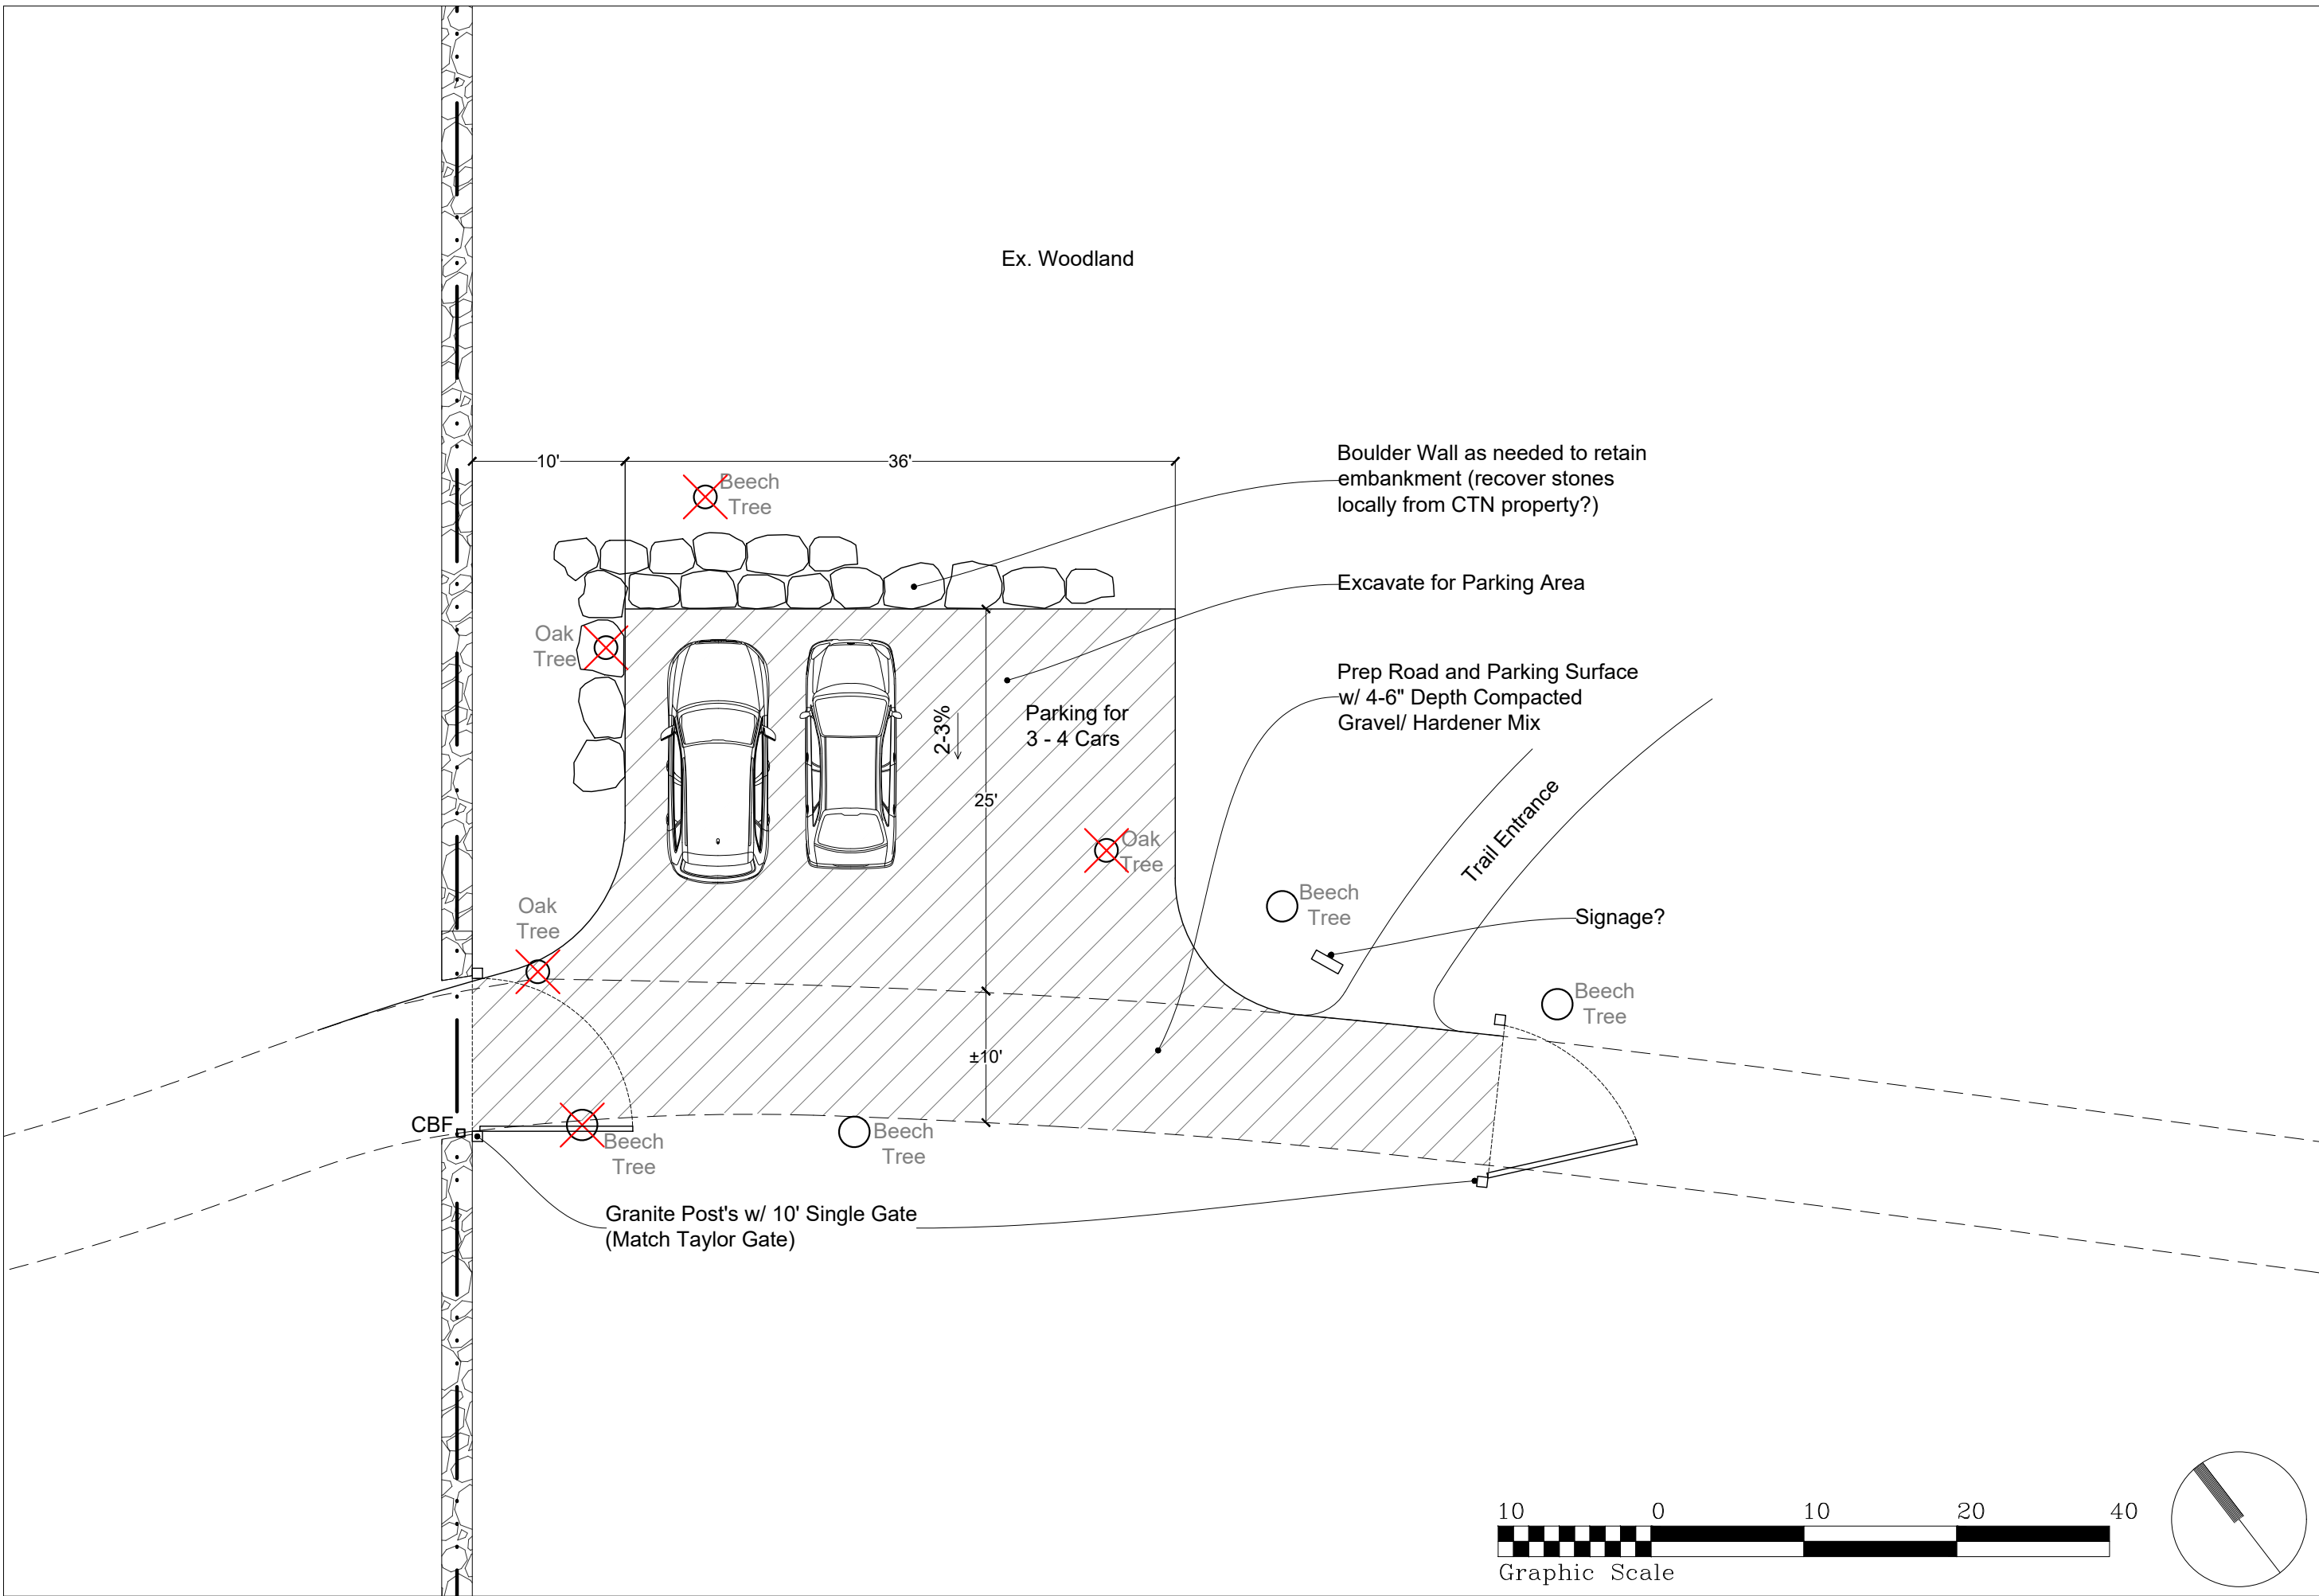 Ex. Woodland
10'
36'
Beech
Tree
Boulder Wall as needed to retain
embankment (recover stones
locally from CTN property?)
Excavate for Parking Area
Oak
Tree
Prep Road and Parking Surface
w/ 4-6" Depth Compacted
Gravel/ Hardener Mix
2-3%
Parking for
3 - 4 Cars
25'
Trail Entrance
Oak
Tree
Beech
Tree
Oak
Tree
Signage?
Beech
Tree
±10'
CBF
Beech
Tree
Beech
Tree
Granite Post's w/ 10' Single Gate
(Match Taylor Gate)
10 0 10 20 40
Graphic Scale